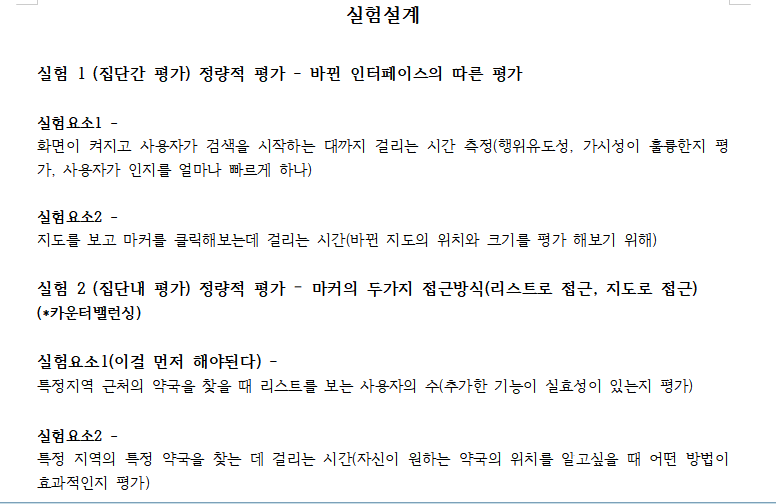 실험설계
실험 1 (집단간 평가) 정량적 평가 - 바뀐 인터페이스의 따른 평가
실험요소1 -
화면이 켜지고 사용자가 검색을 시작하는 대까지 걸리는 시간 측정(행위유도성, 가시성이 훌륭한지 평
가, 사용자가 인지를 얼마나 빠르게 하나)
실험요소2 -
지도를 보고 마커를 클릭해보는데 걸리는 시간(바뀐 지도의 위치와 크기를 평가 해보기 위해)
실험 2 (집단내 평가) 정량적 평가 - 마커의 두가지 접근방식(리스트로 접근, 지도로 접근)
(*카운터밸런싱)
실험요소1(이걸 먼저 해야된다) -
특정지역 근처의 약국을 찾을 때 리스트를 보는 사용자의 수(추가한 기능이 실효성이 있는지 평가)
실험요소2 -
특정 지역의 특정 약국을 찾는 데 걸리는 시간(자신이 원하는 약국의 위치를 일고싶을 때 어떤 방법이
효과적인지 평가)